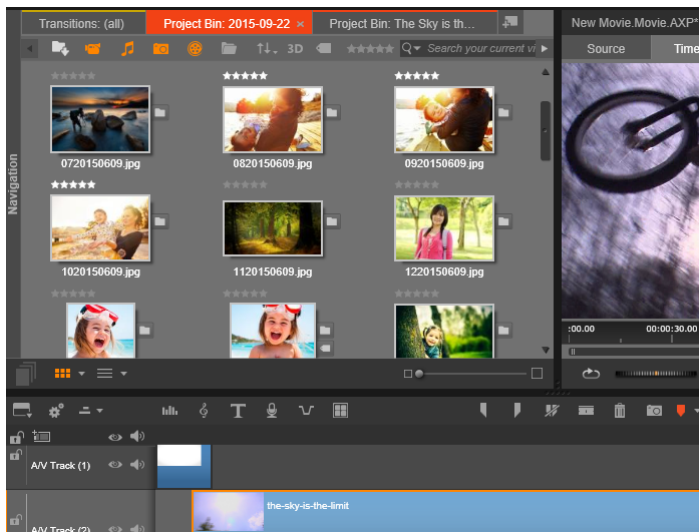 Transitions: (all)
Project Bin: 2015-09-22 ×
Project Bin: The Sky is th...
New Movie.Movie.AXP*
3D
Search your current vi
Source
Time
Navigation
0720150609.jpg
0820150609.jpg
0920150609.jpg
1020150609.jpg
1120150609.jpg
1220150609.jpg
:00.00
00:00:30.00
T
A/V Track (1)
the-sky-is-the-limit
A/V Track (2)